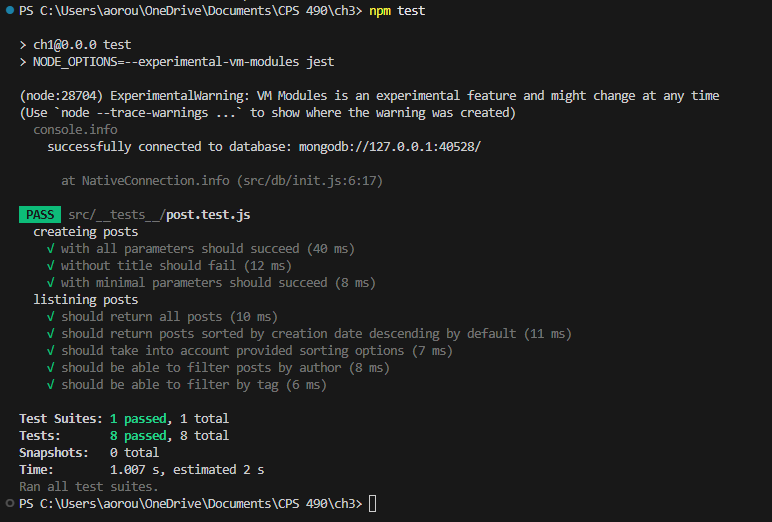 PS C:\Users\aorou\OneDrive\Documents\CPS 490\ch3> npm test
> ch1@0.0.0 test
> NODE_OPTIONS=--experimental-vm-modules jest
(node:28704) ExperimentalWarning: VM Modules is an experimental feature and might change at any time
(Use `node --trace-warnings ...` to show where the warning was created)
console.info
successfully connected to database: mongodb://127.0.0.1:40528/
at NativeConnection.info (src/db/init.js:6:17)
PASS src/__tests__/post.test.js
createing posts
√ with all parameters should succeed (40 ms)
√ without title should fail (12 ms)
√ with minimal parameters should succeed (8 ms)
listining posts
√ should return all posts (10 ms)
√ should return posts sorted by creation date descending by default (11 ms)
√ should take into account provided sorting options (7 ms)
√ should be able to filter posts by author (8 ms)
√ should be able to filter by tag (6 ms)
Test Suites: 1 passed, 1 total
Tests: 8 passed, 8 total
Snapshots: 0 total
Time: 1.007 s, estimated 2 s
Ran all test suites.
PS C:\Users\aorou\OneDrive\Documents\CPS 490\ch3>